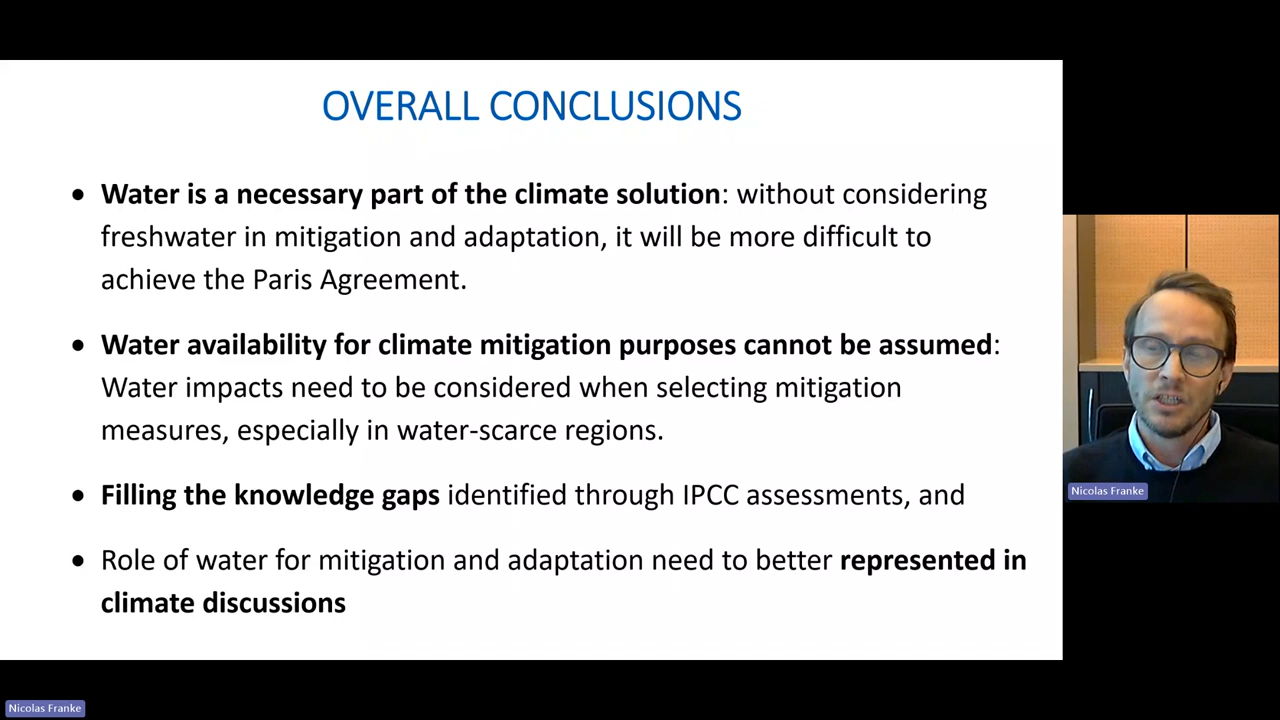 OVERALL CONCLUSIONS
• Water is a necessary part of the climate solution: without considering
freshwater in mitigation and adaptation, it will be more difficult to
achieve the Paris Agreement.
• Water availability for climate mitigation purposes cannot be assumed:
Water impacts need to be considered when selecting mitigation
measures, especially in water-scarce regions.
• Filling the knowledge gaps identified through IPCC assessments, and
• Role of water for mitigation and adaptation need to better represented in
climate discussions
Nicolas Franke
Nicolas Franke